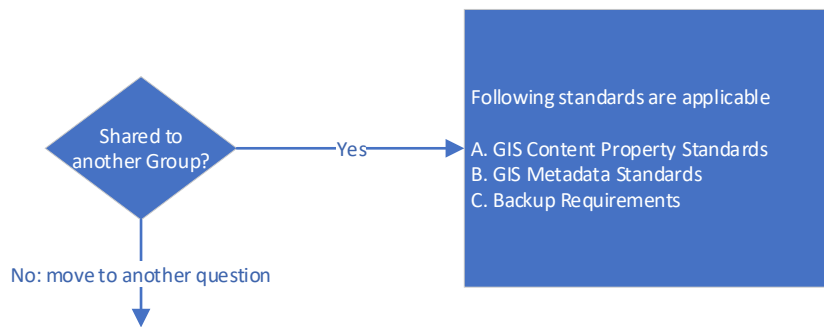 Shared to
another Group?
Yes
Following standards are applicable
A. GIS Content Property Standards
B. GIS Metadata Standards
C. Backup Requirements
No: move to another question